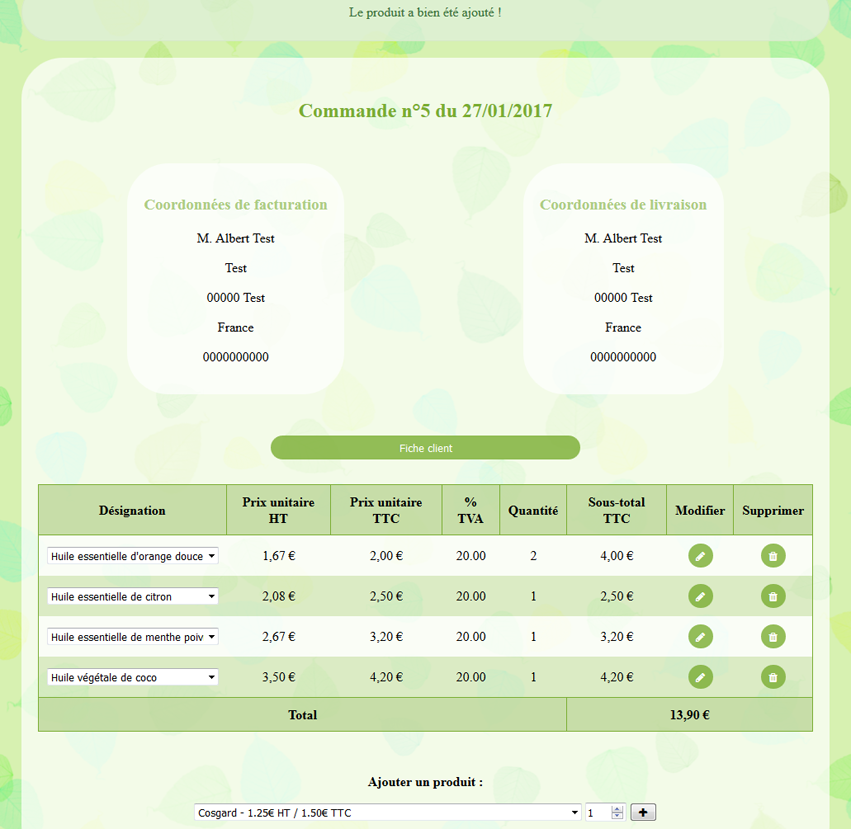 Le produit a bien été ajouté !
Commande n°5 du 27/01/2017
Coordonnées de facturation
M. Albert Test
Test
00000 Test
France
0000000000
Coordonnées de livraison
M. Albert Test
Test
00000 Test
France
0000000000
Fiche client
Désignation Prix unitaire HT Prix unitaire TTC % TVA Quantité Sous-total TTC Modifier Supprimer
Huile essentielle d'orange douce 1,67 € 2,00 € 20.00 2 4,00 €
Huile essentielle de citron 2,08 € 2,50 € 20.00 1 2,50 €
Huile essentielle de menthe poiv 2,67 € 3,20 € 20.00 1 3,20 €
Huile végétale de coco 3,50 € 4,20 € 20.00 1 4,20 €
Total 13,90 €
Ajouter un produit :
Cosgard - 1.25€ HT / 1.50€ TTC 1